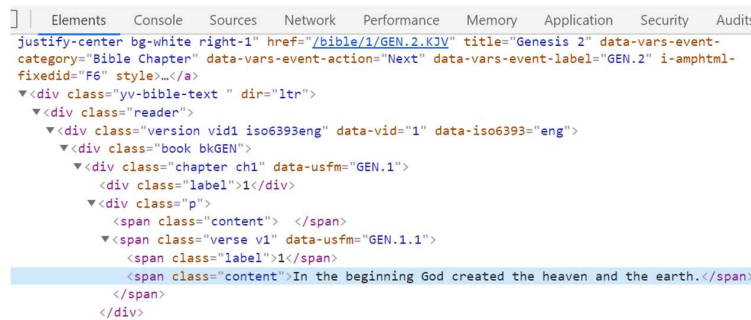 Elements Console Sources Network Performance Memory Application Security Audits
justify-center bg-white right-1" href="/bible/1/GEN.2.KJV" title="Genesis 2" data-vars-event-
category="Bible Chapter" data-vars-event-action="Next" data-vars-event-label="GEN.2" i-amphtml-
fixedid="F6" style>…</a>
▼<div class="yv-bible-text " dir="ltr">
▼<div class="reader">
▼<div class="version vid1 iso6393eng" data-vid="1" data-iso6393="eng">
▼<div class="book bkGEN">
▼<div class="chapter ch1" data-usfm="GEN.1">
<div class="label">1</div>
▼<div class="p">
<span class="content">  </span>
▼<span class="verse v1" data-usfm="GEN.1.1">
<span class="label">1</span>
<span class="content">In the beginning God created the heaven and the earth.</span>
</span>
</div>